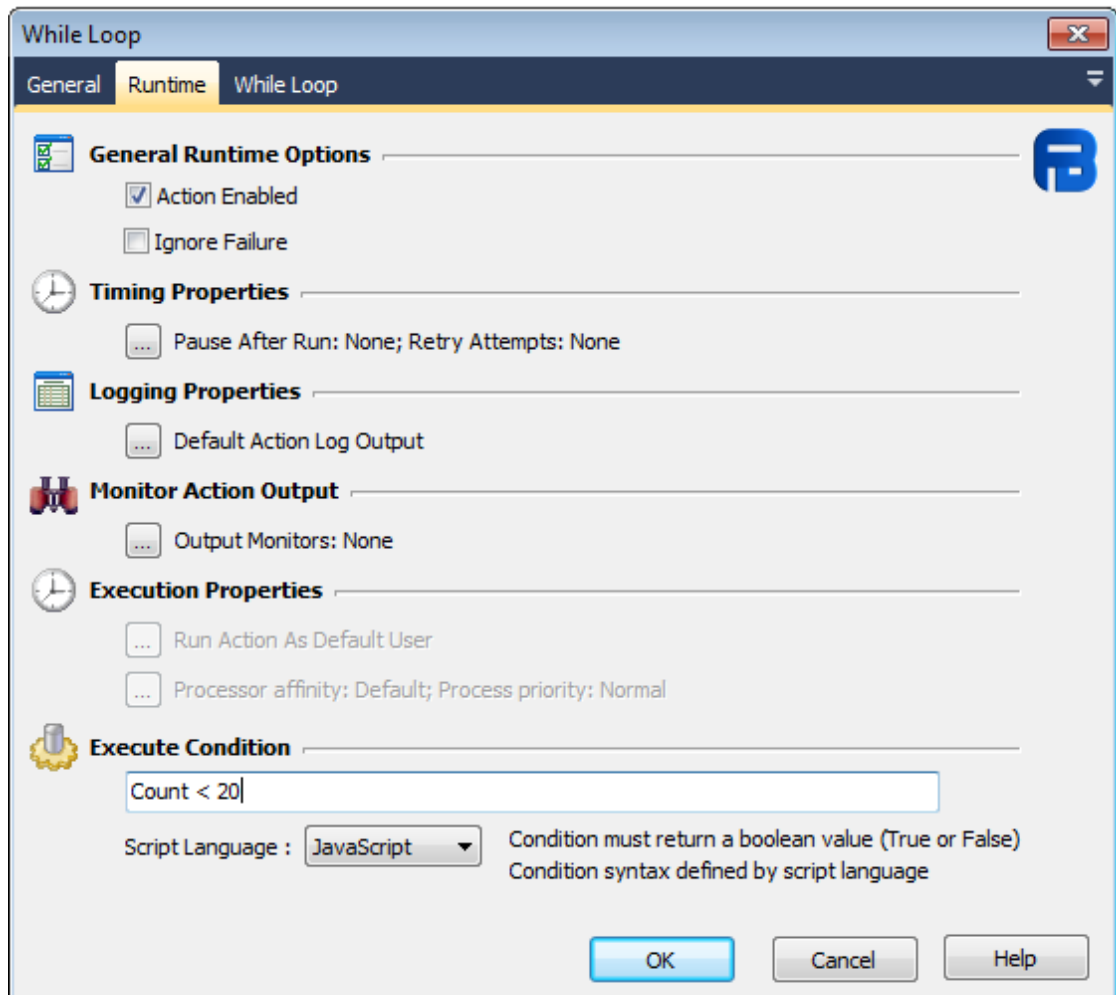 While Loop
General Runtime While Loop
General Runtime Options
Action Enabled
Ignore Failure
Timing Properties
... Pause After Run: None; Retry Attempts: None
Logging Properties
... Default Action Log Output
Monitor Action Output
... Output Monitors: None
Execution Properties
... Run Action As Default User
... Processor affinity: Default; Process priority: Normal
Execute Condition
Count < 20
Script Language : JavaScript Condition must return a boolean value (True or False)
Condition syntax defined by script language
OK Cancel Help